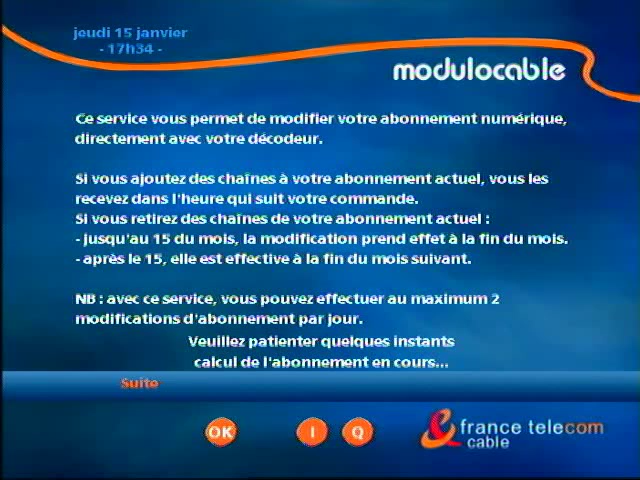 jeudi 15 janvier
- 17h34 -
modulocable
Ce service vous permet de modifier votre abonnement numérique,
directement avec votre décodeur.
Si vous ajoutez des chaînes à votre abonnement actuel, vous les
recevez dans l'heure qui suit votre commande.
Si vous retirez des chaînes de votre abonnement actuel :
- jusqu'au 15 du mois, la modification prend effet à la fin du mois.
- après le 15, elle est effective à la fin du mois suivant.
NB : avec ce service, vous pouvez effectuer au maximum 2
modifications d'abonnement par jour.
Veuillez patienter quelques instants
calcul de l'abonnement en cours...
Suite
OK I Q
france telecom
cable